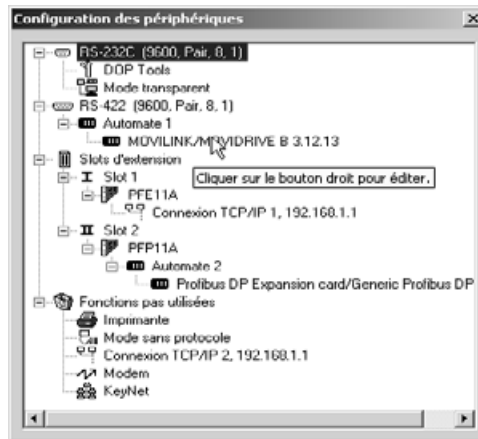 Configuration des périphériques
RS-232C (9600, Pair, 8, 1)
DOP Tools
Mode transparent
RS-422 (9600, Pair, 8, 1)
Automate 1
MOVILINK/MOVIDRIVE B 3.12.13
Slots d'extension
Slot 1
Cliquer sur le bouton droit pour éditer.
PFE11A
Connexion TCP/IP 1, 192.168.1.1
Slot 2
PFP11A
Automate 2
Profibus DP Expansion card/Generic Profibus DP
Fonctions pas utilisées
Imprimante
Mode sans protocole
Connexion TCP/IP 2, 192.168.1.1
Modem
KeyNet